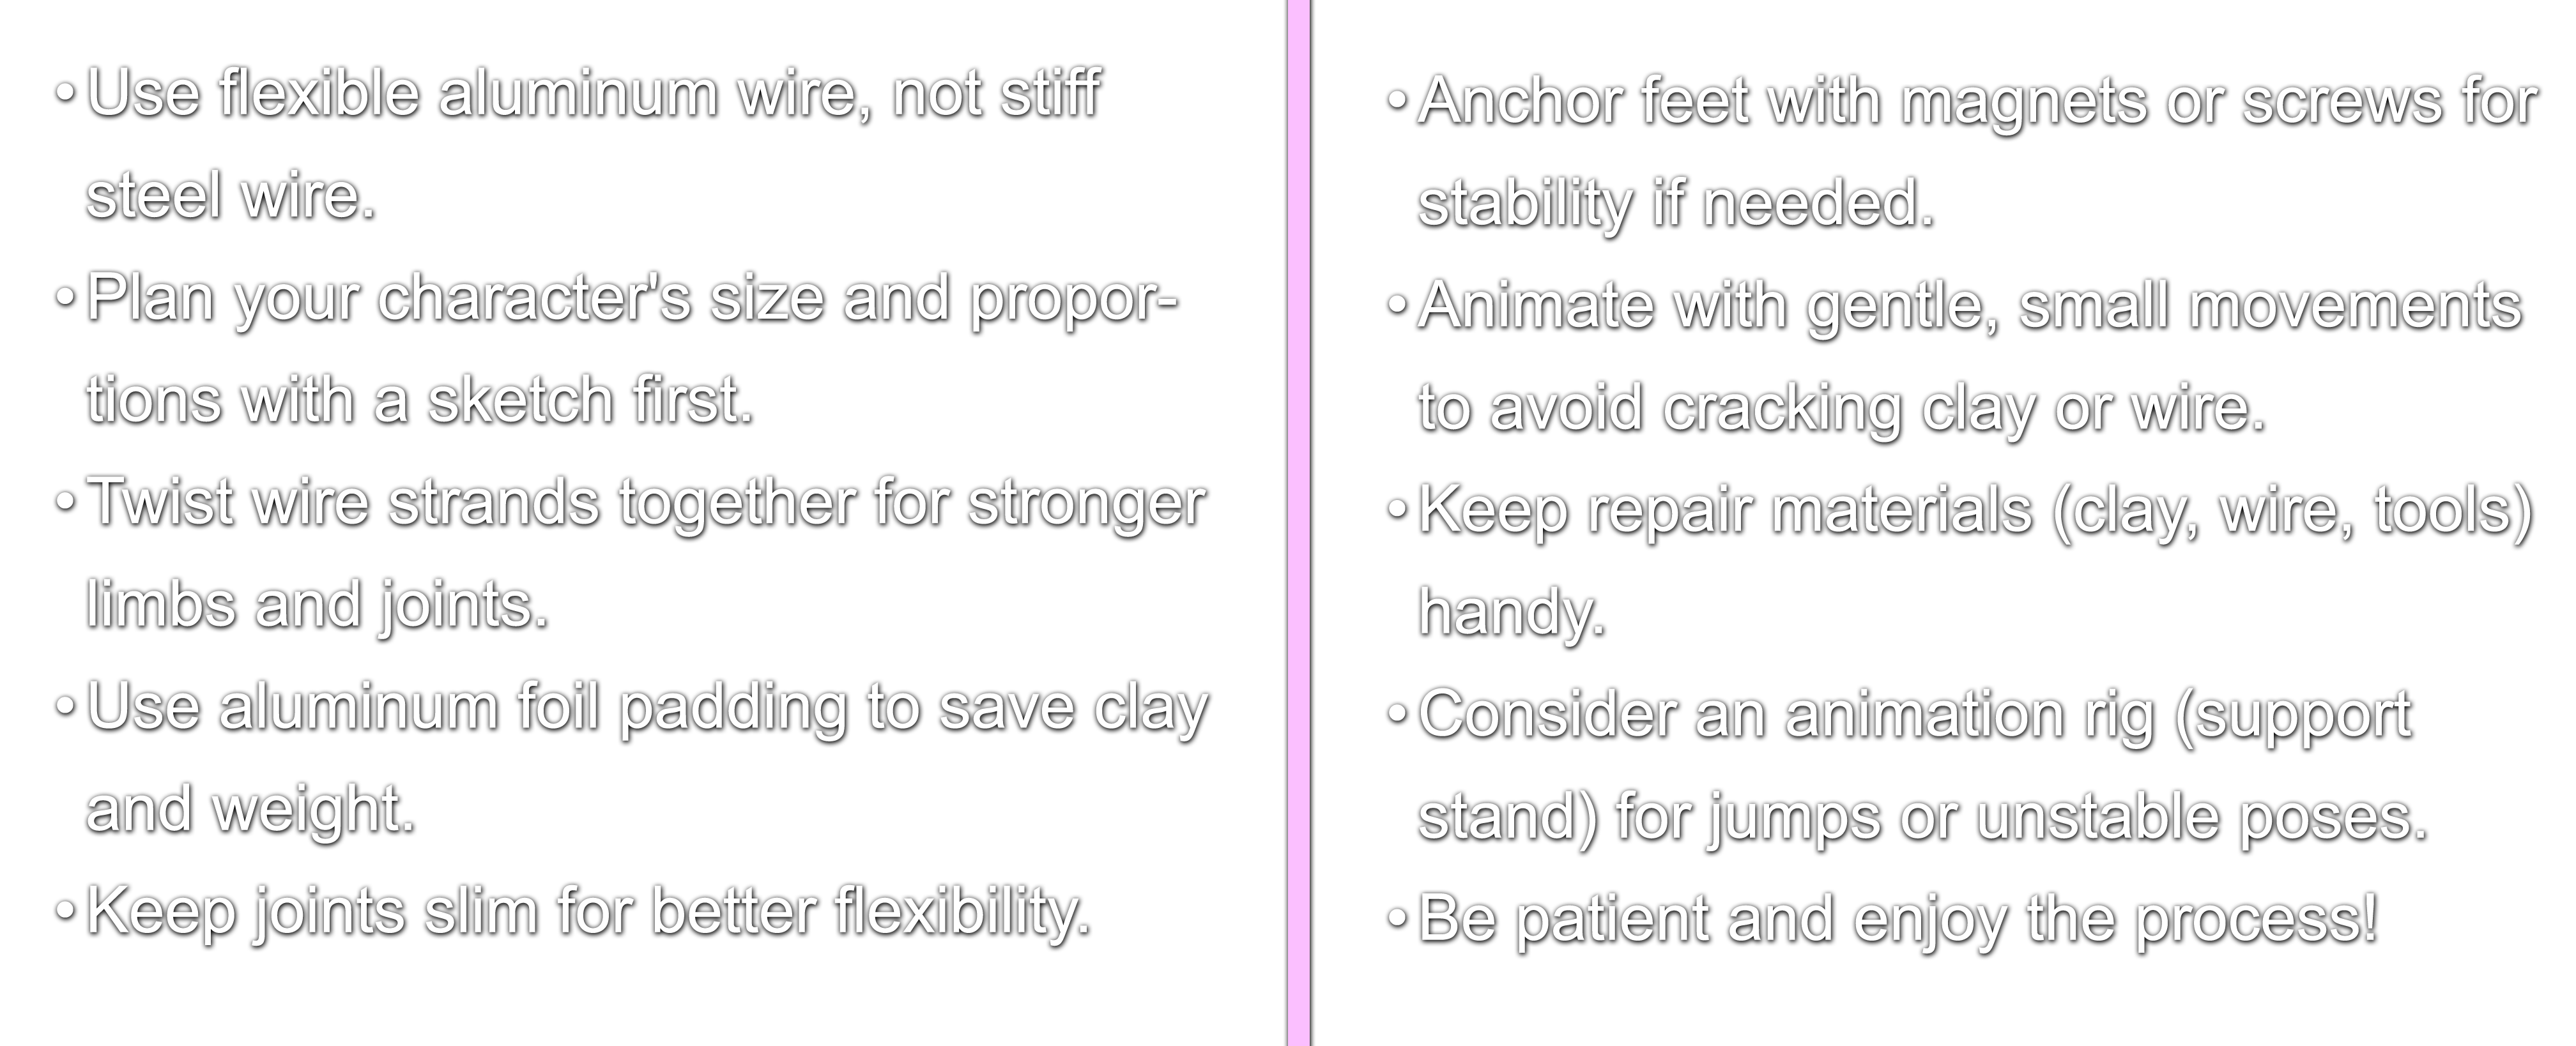 • Use flexible aluminum wire, not stiff
steel wire.
• Plan your character's size and propor-
tions with a sketch first.
• Twist wire strands together for stronger
limbs and joints.
• Use aluminum foil padding to save clay
and weight.
• Keep joints slim for better flexibility.
• Anchor feet with magnets or screws for
stability if needed.
• Animate with gentle, small movements
to avoid cracking clay or wire.
• Keep repair materials (clay, wire, tools)
handy.
• Consider an animation rig (support
stand) for jumps or unstable poses.
• Be patient and enjoy the process!